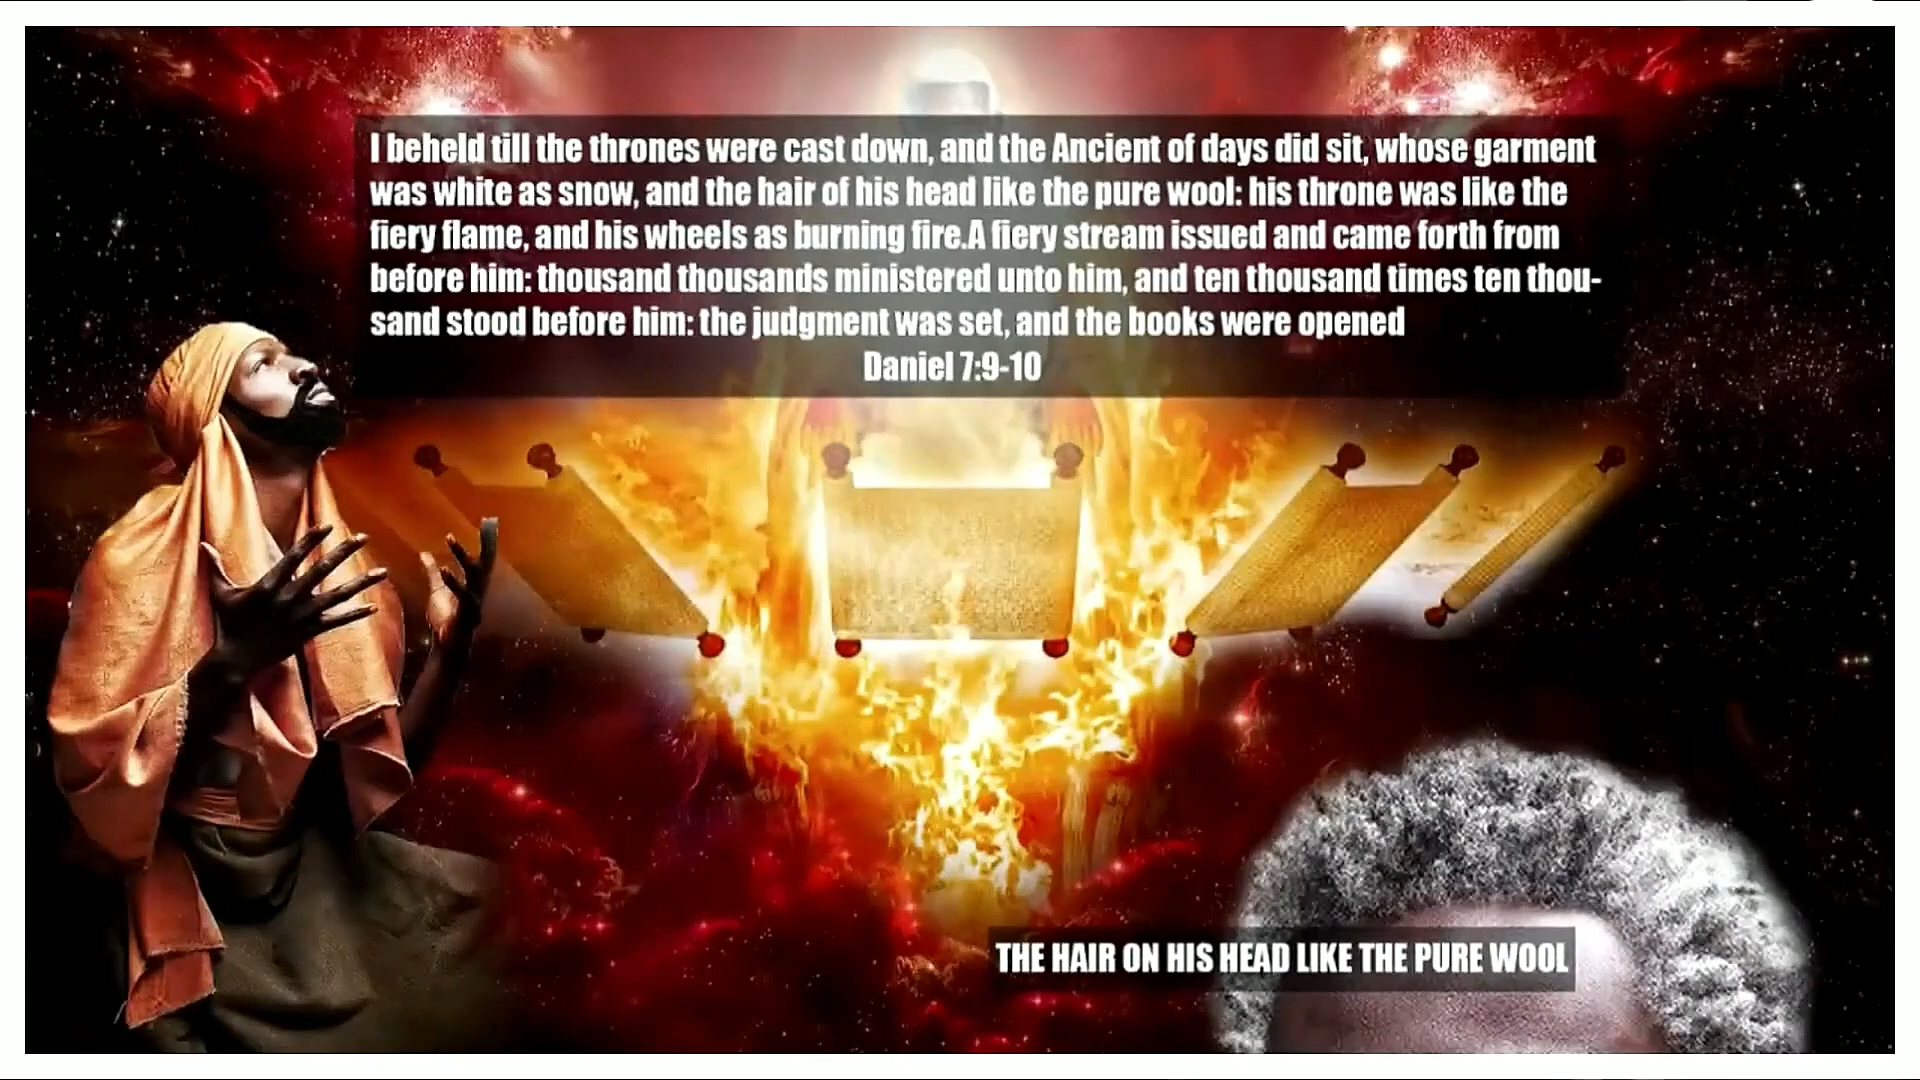 I beheld till the thrones were cast down, and the Ancient of days did sit, whose garment
was white as snow, and the hair of his head like the pure wool: his throne was like the
fiery flame, and his wheels as burning fire.A fiery stream issued and came forth from
before him: thousand thousands ministered unto him, and ten thousand times ten thou-
sand stood before him: the judgment was set, and the books were opened
Daniel 7:9-10
THE HAIR ON HIS HEAD LIKE THE PURE WOOL